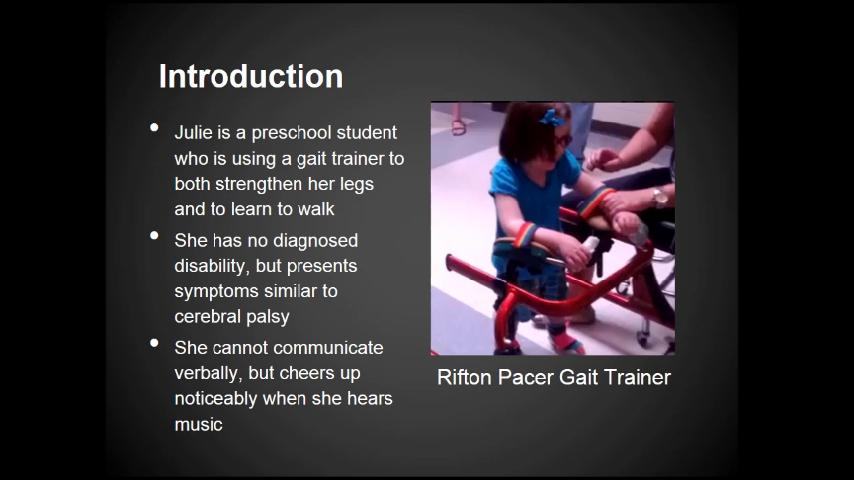 Introduction
• Julie is a preschool student
who is using a gait trainer to
both strengthen her legs
and to learn to walk
• She has no diagnosed
disability, but presents
symptoms similar to
cerebral palsy
• She cannot communicate
verbally, but cheers up
noticeably when she hears
music
Rifton Pacer Gait Trainer